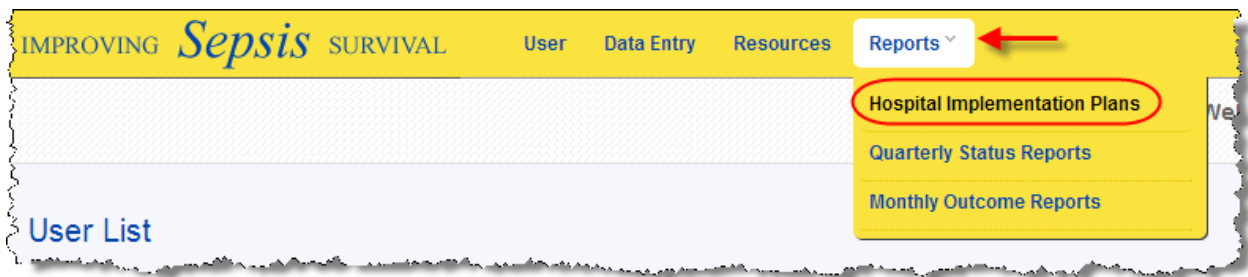 IMPROVING Sepsis SURVIVAL User Data Entry Resources Reports
Hospital Implementation Plans
Quarterly Status Reports
Monthly Outcome Reports
User List